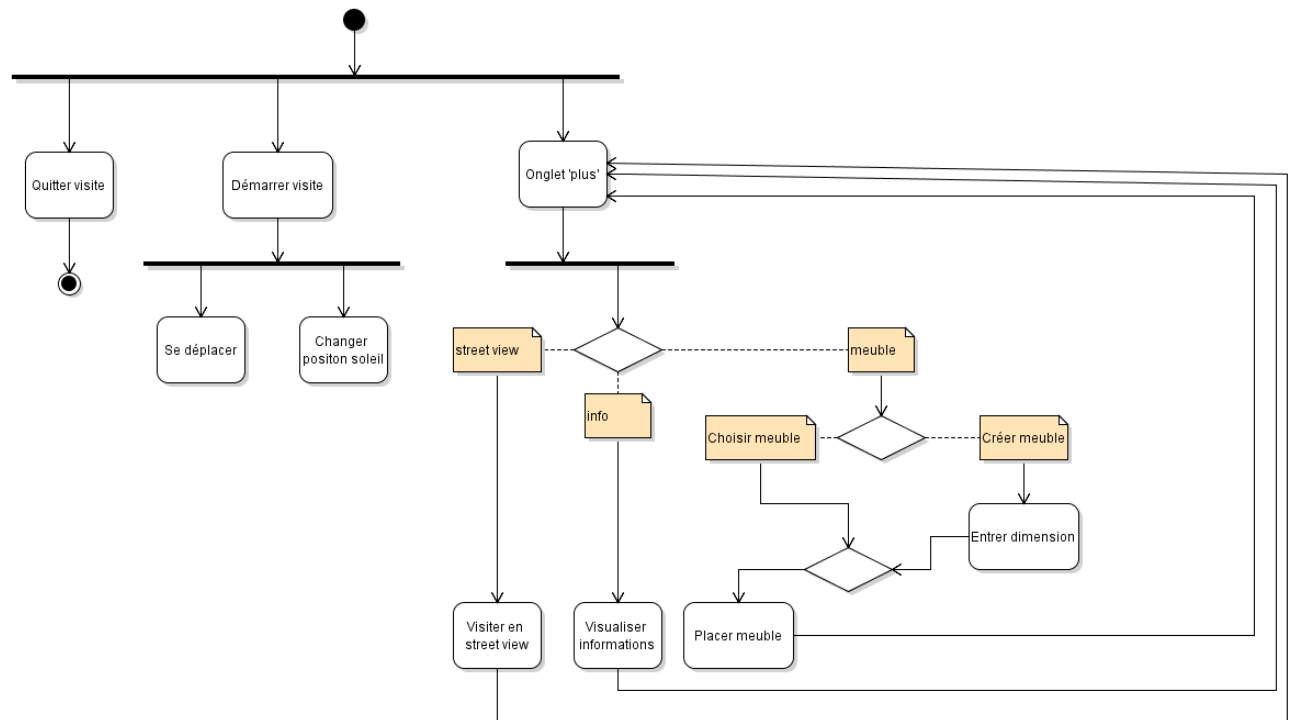 Quitter visite
Démarrer visite
Onglet 'plus'
Se déplacer
Changer
positon soleil
street view
meuble
info
Choisir meuble
Créer meuble
Entrer dimension
Visiter en
street view
Visualiser
informations
Placer meuble